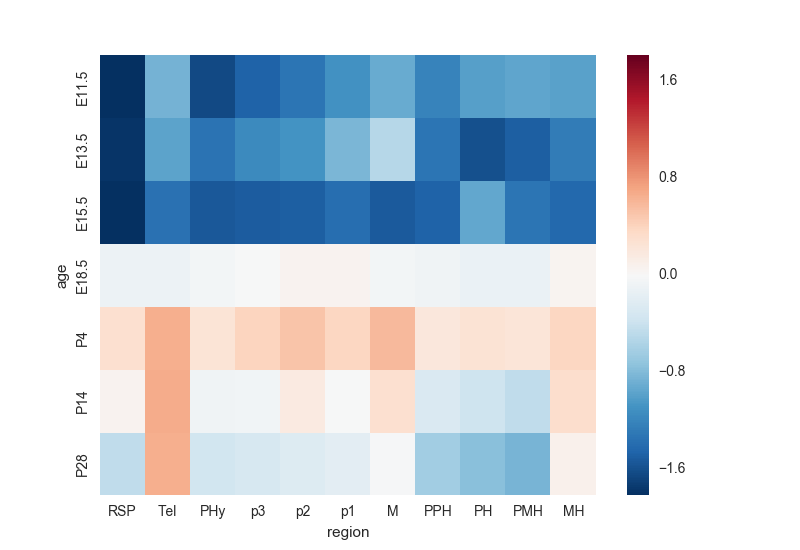 E11.5
E13.5
E15.5
E18.5
P4
P14
P28
age
RSP Tel PHy p3 p2 p1 M PPH PH PMH MH
region
1.6
0.8
0.0
−0.8
−1.6